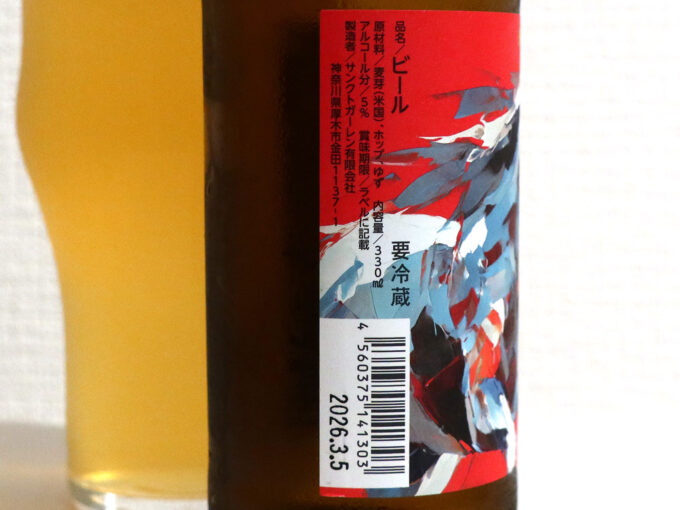 品名／ビール
原材料／麦芽(米国)、ホップ、ゆず　内容量／330㎖
アルコール分／5%　賞味期限／ラベルに記載
製造者／サンクトガーレン有限会社
神奈川県厚木市金田1137-1
要冷蔵
4 560375 141303
2026.3.5